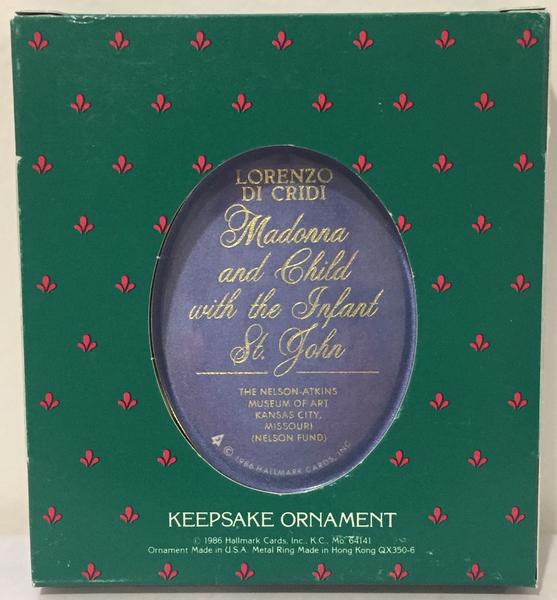 LORENZO
DI CRIDI
Madonna
and Child
with the Infant
St. John
THE NELSON-ATKINS
MUSEUM OF ART
KANSAS CITY,
MISSOURI
(NELSON FUND)
© 1986 HALLMARK CARDS, INC
KEEPSAKE ORNAMENT
© 1986 Hallmark Cards, Inc., K.C., Mo. 64141
Ornament Made in U.S.A. Metal Ring Made in Hong Kong QX350-6